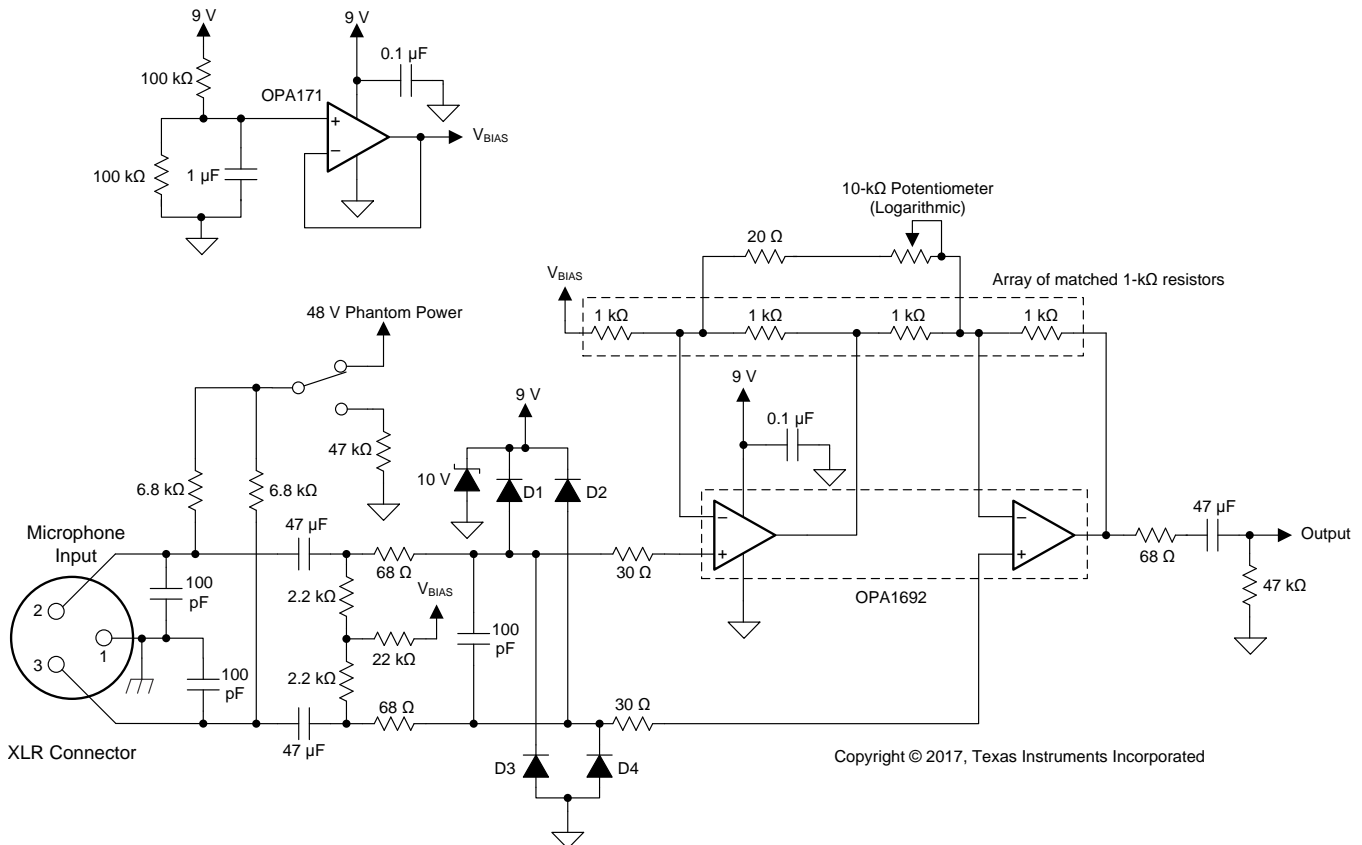 9 V
9 V
0.1 µF
100 kΩ
OPA171
+
−
VBIAS
100 kΩ
1 µF
10-kΩ Potentiometer
(Logarithmic)
20 Ω
VBIAS
Array of matched 1-kΩ resistors
1 kΩ
1 kΩ
1 kΩ
1 kΩ
48 V Phantom Power
9 V
9 V
0.1 µF
47 kΩ
10 V
D1
D2
6.8 kΩ
6.8 kΩ
Microphone
Input
47 µF
68 Ω
30 Ω
−
+
−
+
OPA1692
68 Ω
47 µF
Output
47 kΩ
100
pF
2
1
3
100
pF
2.2 kΩ
VBIAS
22 kΩ
2.2 kΩ
100
pF
68 Ω
30 Ω
47 µF
XLR Connector
D3
D4
Copyright © 2017, Texas Instruments Incorporated